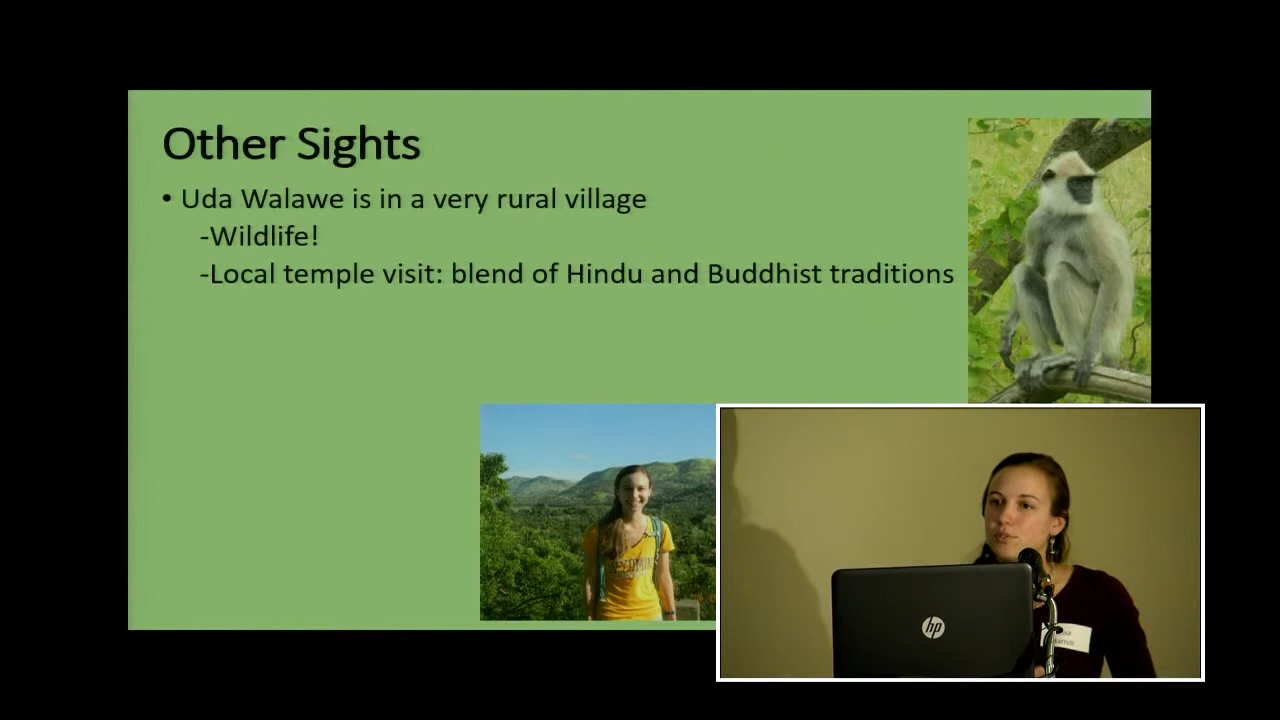 Other Sights
• Uda Walawe is in a very rural village
-Wildlife!
-Local temple visit: blend of Hindu and Buddhist traditions
hp